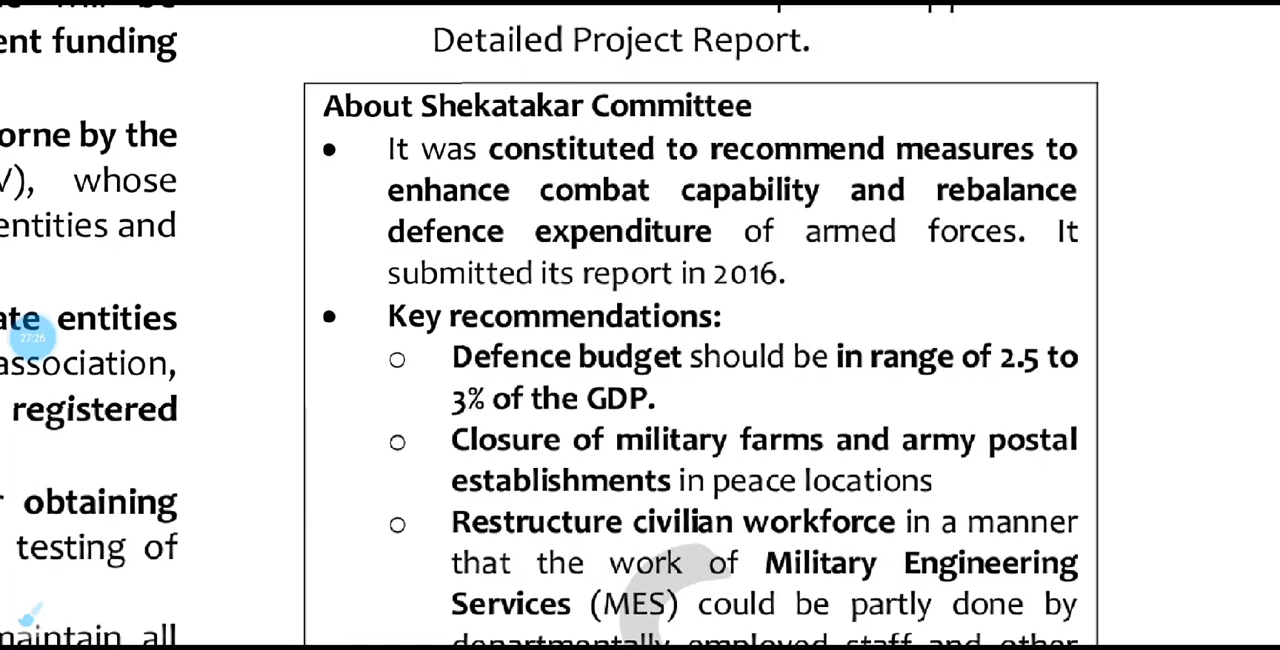 ent funding
orne by the
V), whose
entities and
ate entities
27:26
association,
registered
obtaining
testing of
maintain all
Detailed Project Report.
About Shekatakar Committee
• It was constituted to recommend measures to
enhance combat capability and rebalance
defence expenditure of armed forces. It
submitted its report in 2016.
• Key recommendations:
○ Defence budget should be in range of 2.5 to
3% of the GDP.
○ Closure of military farms and army postal
establishments in peace locations
○ Restructure civilian workforce in a manner
that the work of Military Engineering
Services (MES) could be partly done by
departmentally employed staff and other